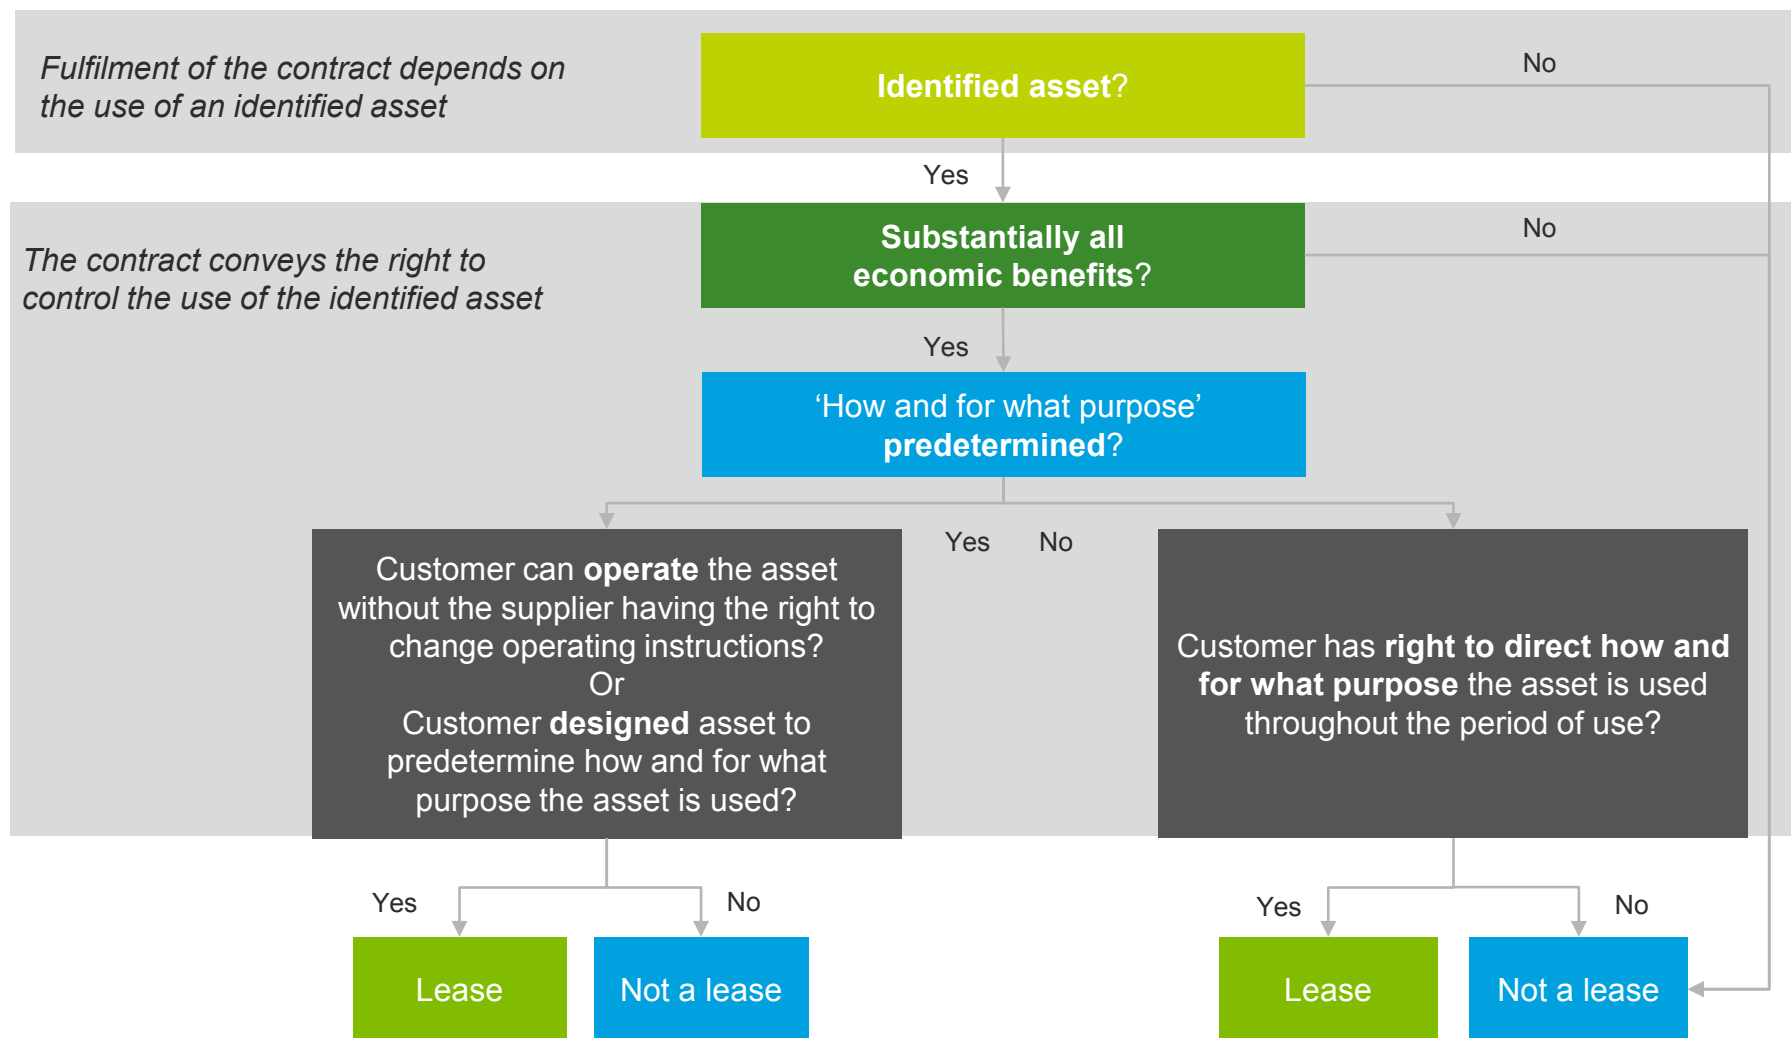 Fulfilment of the contract depends on
the use of an identified asset
Identified asset?
No
Yes
The contract conveys the right to
control the use of the identified asset
Substantially all
economic benefits?
No
Yes
‘How and for what purpose’
predetermined?
Yes
No
Customer can operate the asset
without the supplier having the right to
change operating instructions?
Or
Customer designed asset to
predetermine how and for what
purpose the asset is used?
Customer has right to direct how and
for what purpose the asset is used
throughout the period of use?
Yes
No
Yes
No
Lease
Not a lease
Lease
Not a lease